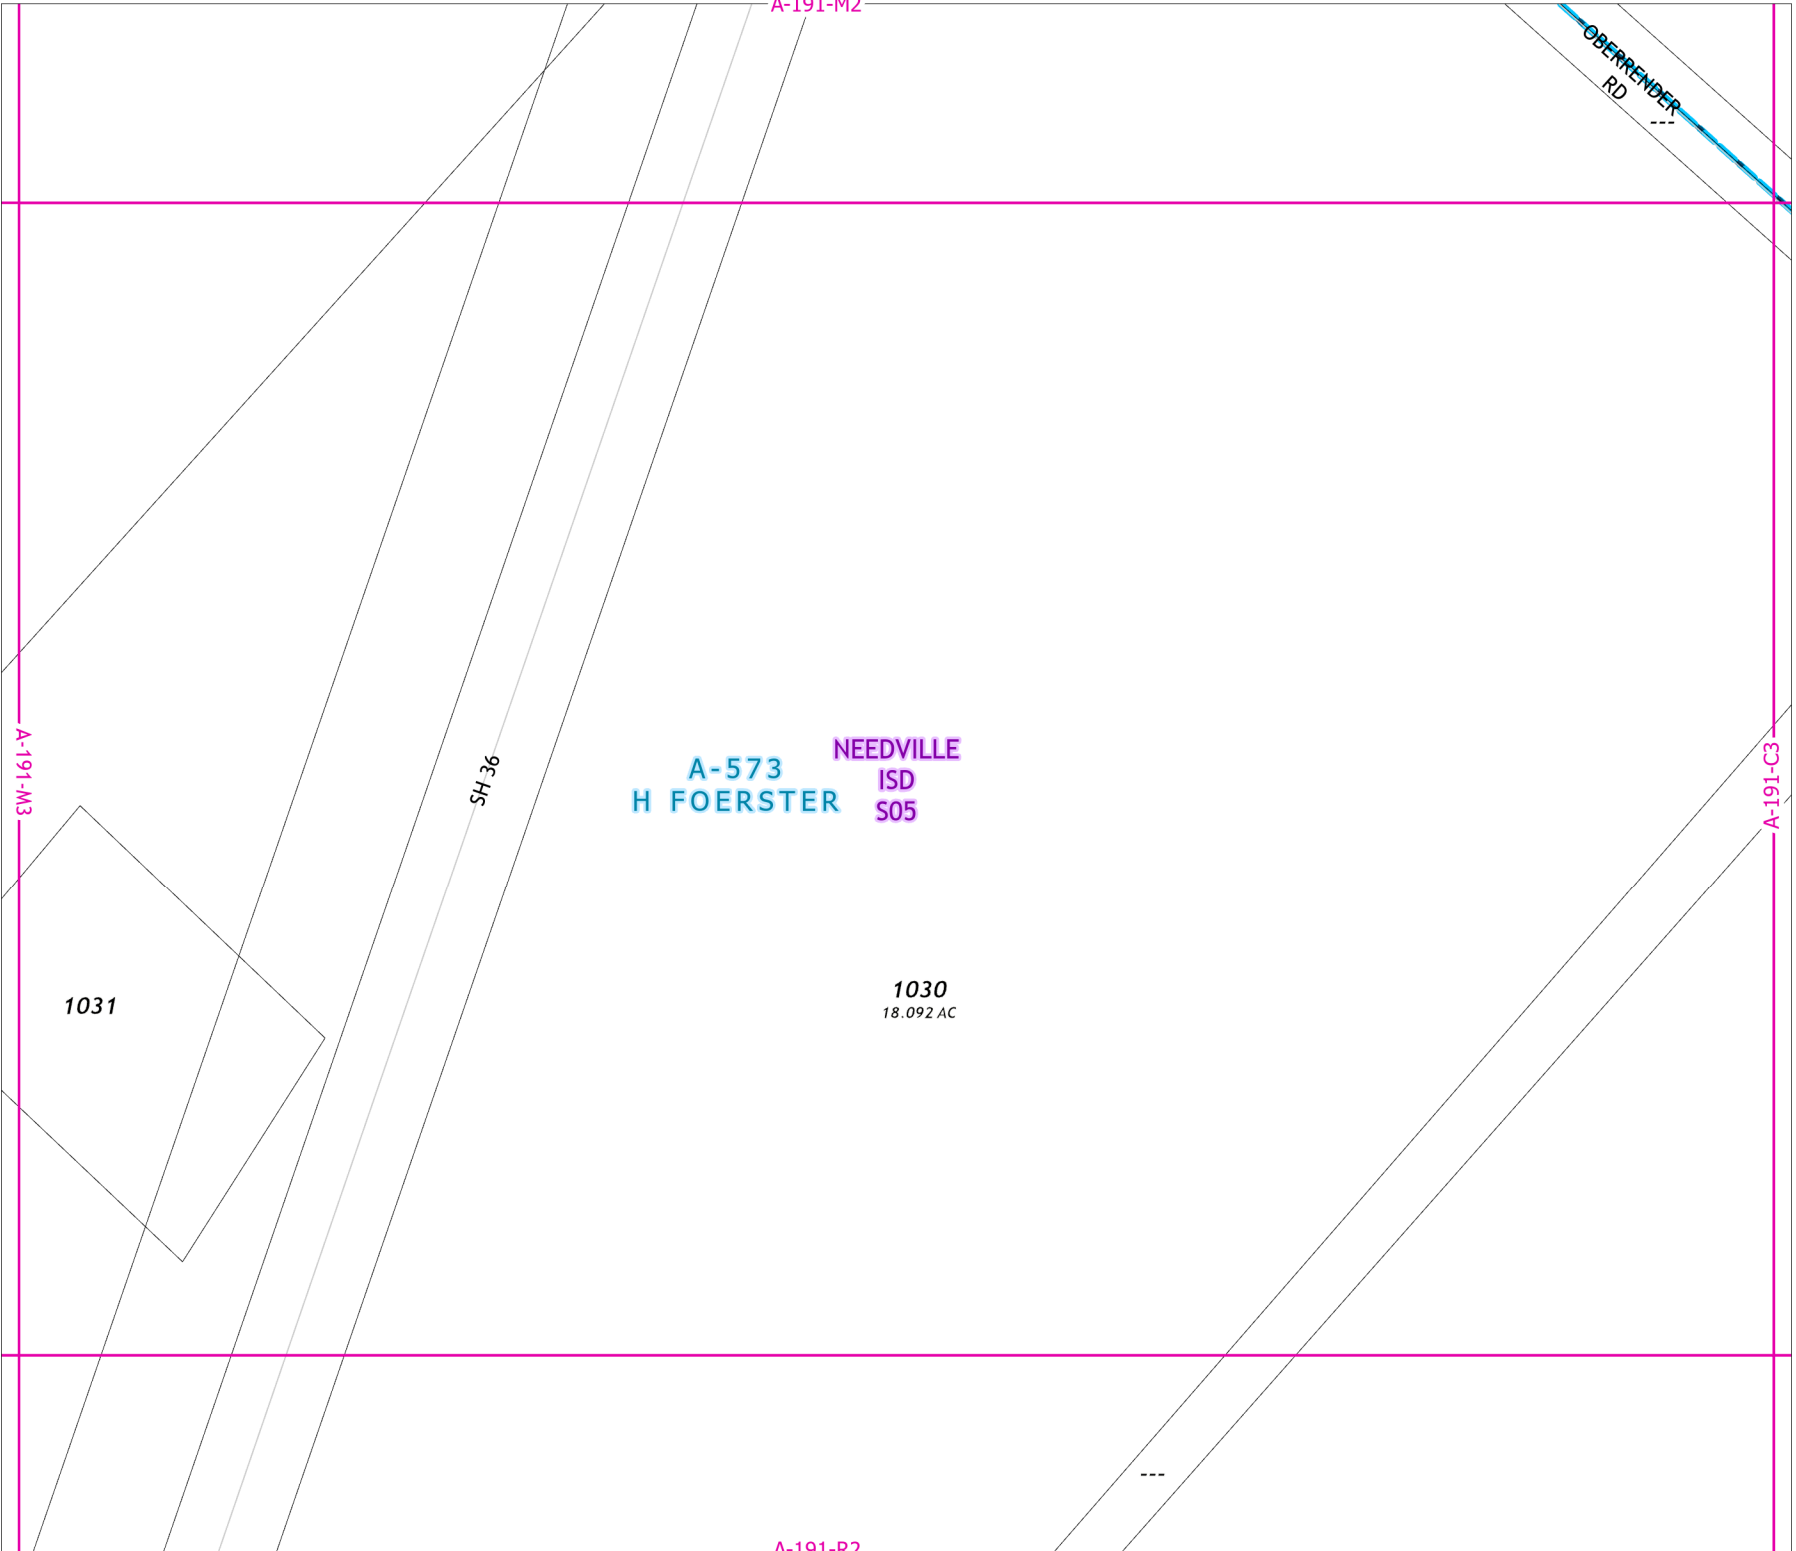 A-191-M2
OBERRENDER
RD
---
A-191-M3
SH 36
A-573
H FOERSTER
NEEDVILLE
ISD
S05
A-191-C3
1031
1030
18.092 AC
---
A-191-R2